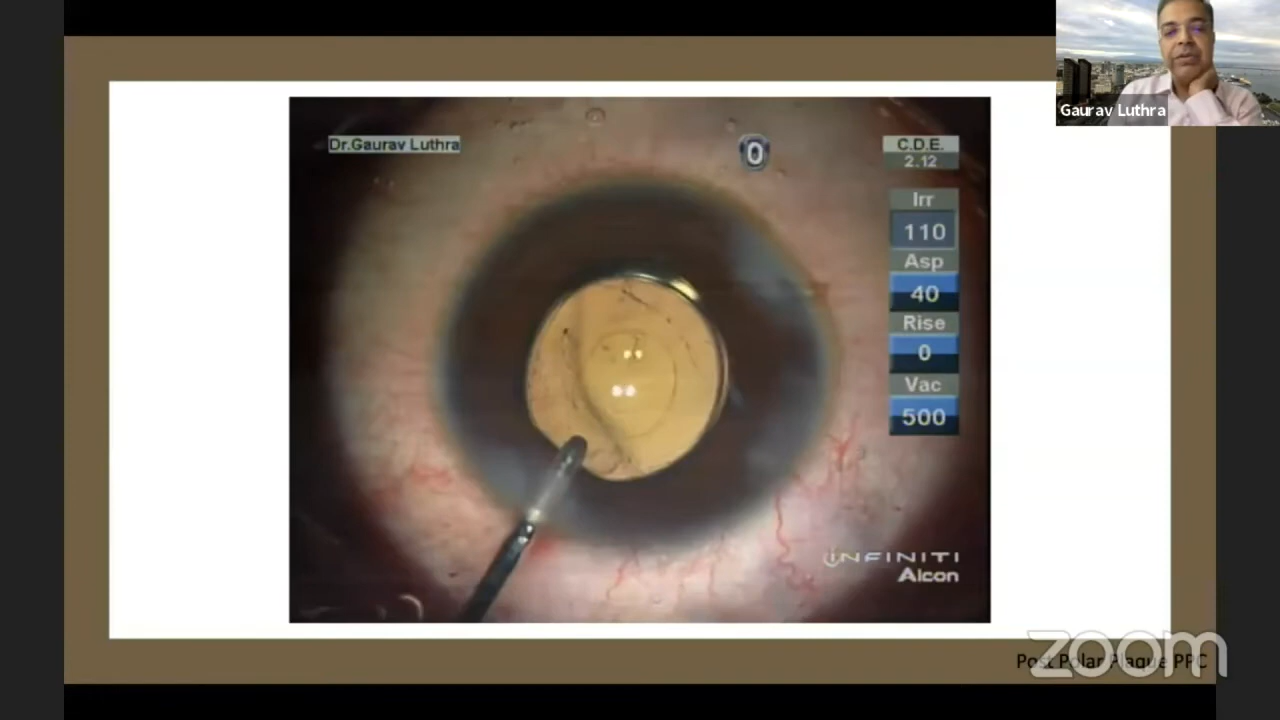 Gaurav Luthra
Dr.Gaurav Luthra
0
C.D.E.
2.12
Irr
110
Asp
40
Rise
0
Vac
500
INFINITI
Alcon
zoom
Post Polar Plaque PPC